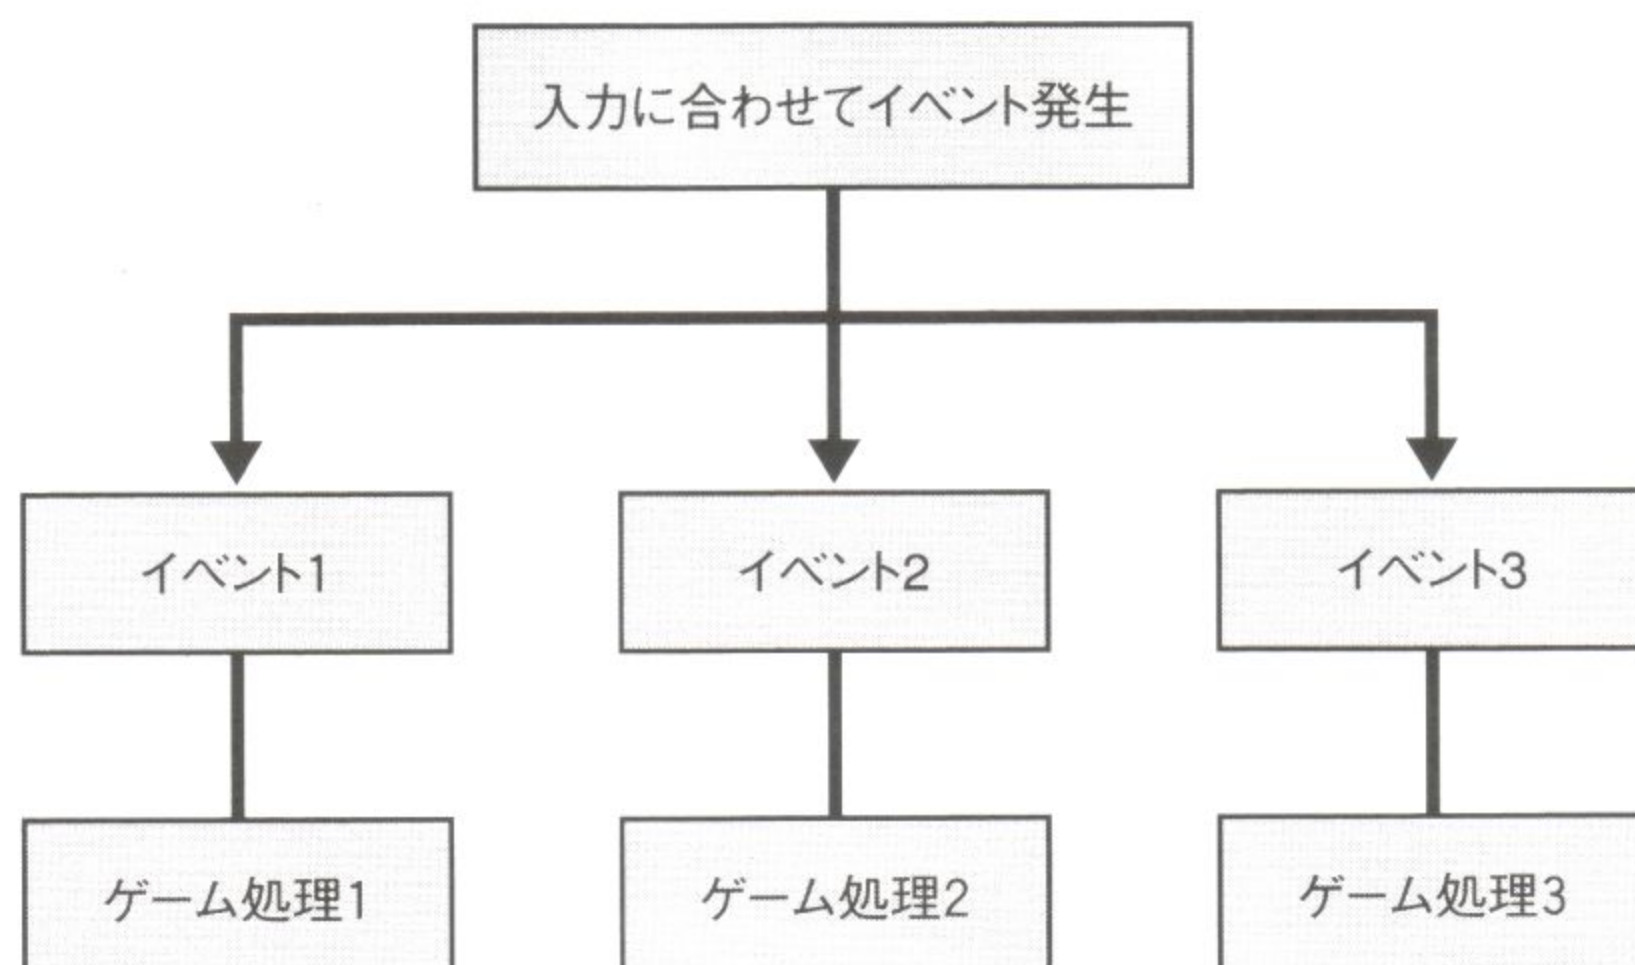 入力に合わせてイベント発生
イベント1
イベント2
イベント3
ゲーム処理1
ゲーム処理2
ゲーム処理3